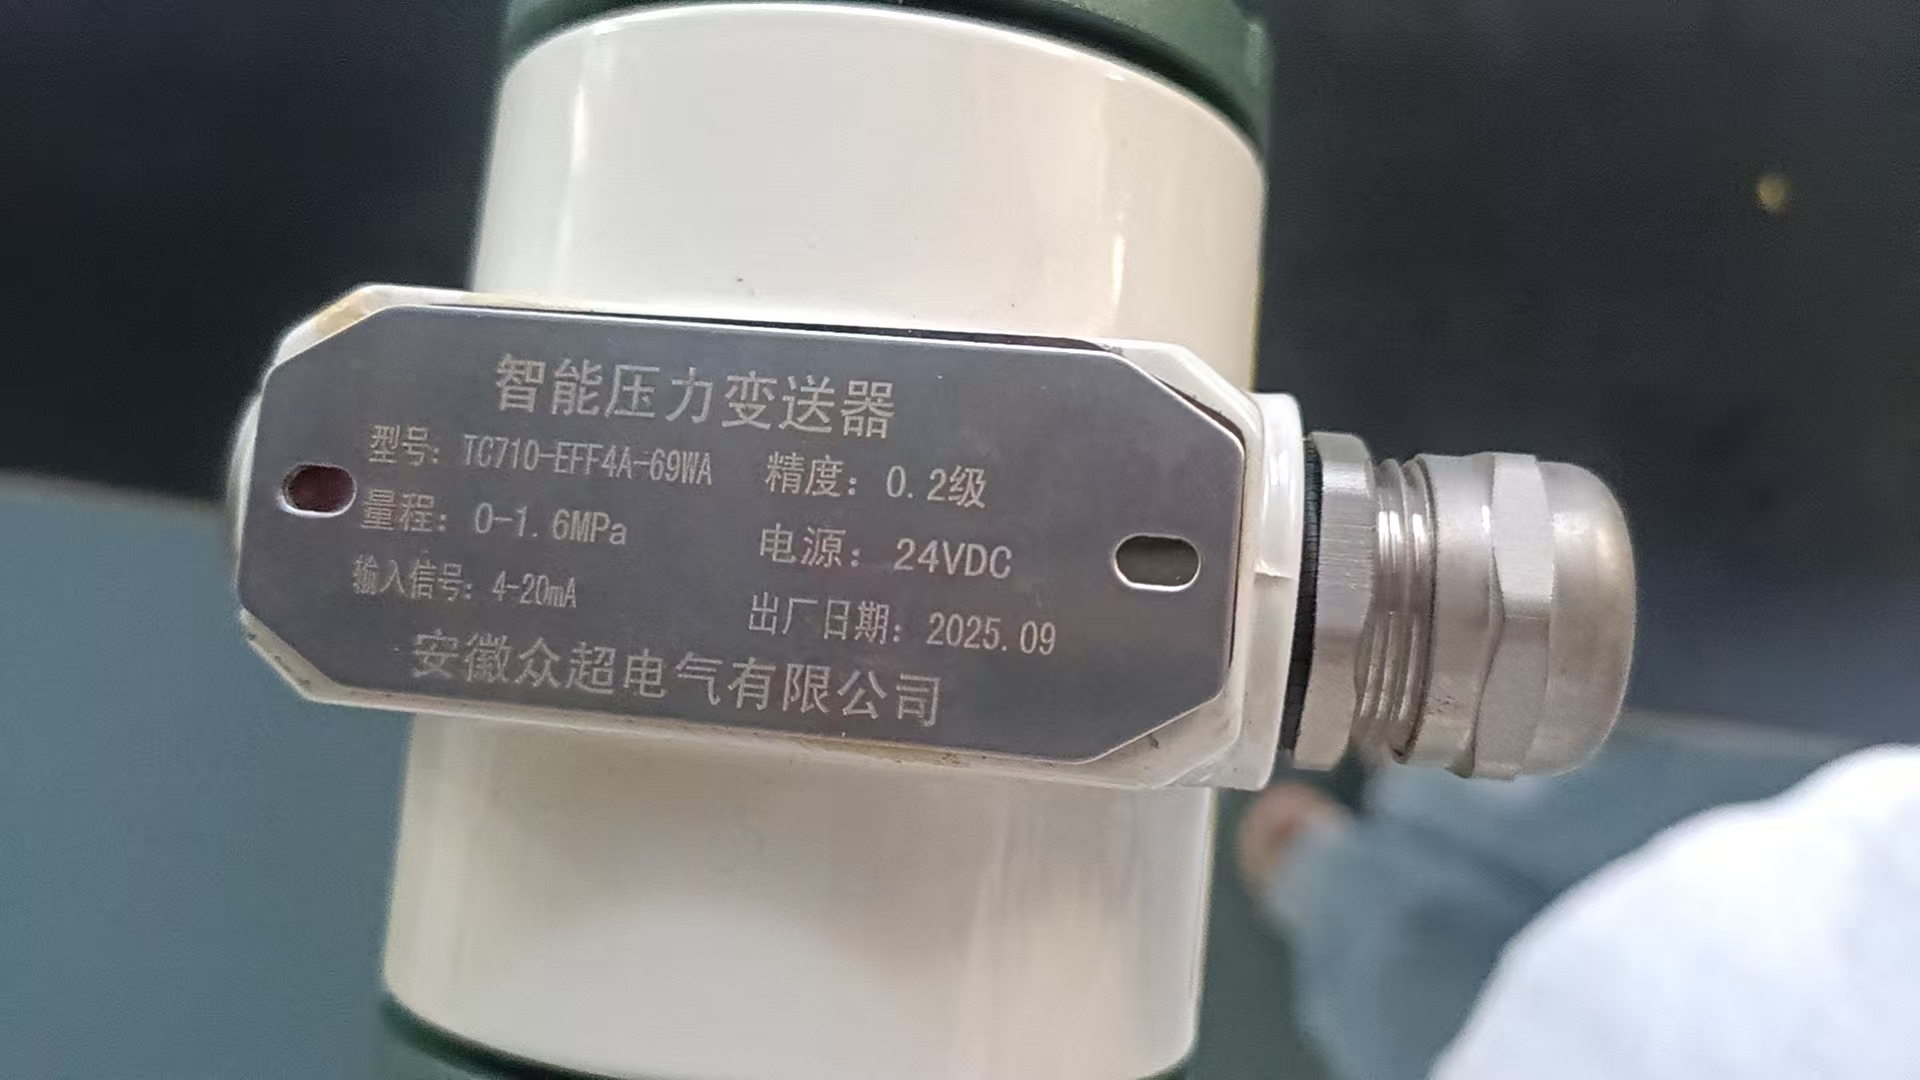 智能压力变送器
型号：TC710-EFF4A-69WA 精度：0.2级
量程：0-1.6MPa 电源：24VDC
输入信号：4-20mA 出厂日期：2025.09
安徽众超电气有限公司